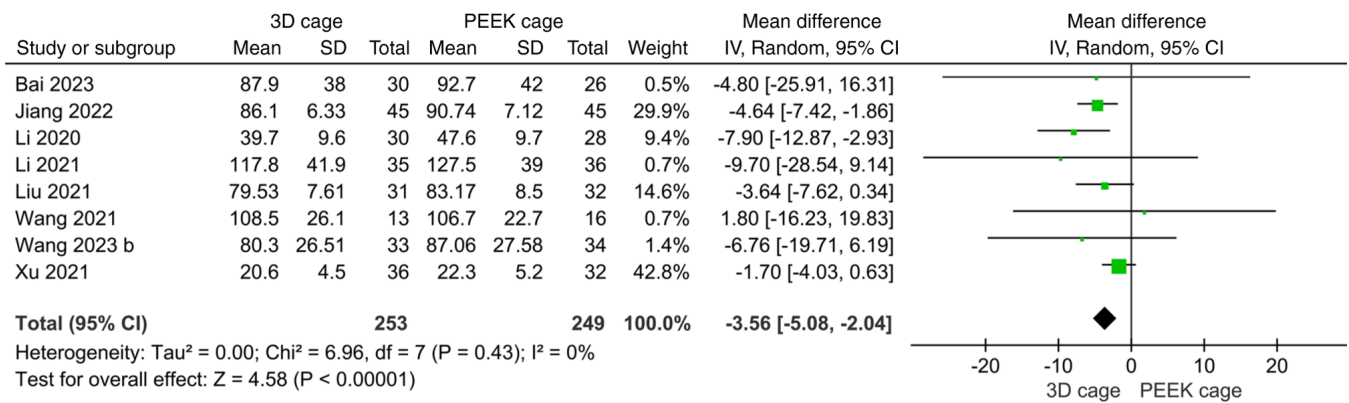 3D cage PEEK cage Mean difference Mean difference
Study or subgroup Mean SD Total Mean SD Total Weight IV, Random, 95% CI IV, Random, 95% CI
Bai 2023 87.9 38 30 92.7 42 26 0.5% -4.80 [-25.91, 16.31]
Jiang 2022 86.1 6.33 45 90.74 7.12 45 29.9% -4.64 [-7.42, -1.86]
Li 2020 39.7 9.6 30 47.6 9.7 28 9.4% -7.90 [-12.87, -2.93]
Li 2021 117.8 41.9 35 127.5 39 36 0.7% -9.70 [-28.54, 9.14]
Liu 2021 79.53 7.61 31 83.17 8.5 32 14.6% -3.64 [-7.62, 0.34]
Wang 2021 108.5 26.1 13 106.7 22.7 16 0.7% 1.80 [-16.23, 19.83]
Wang 2023 b 80.3 26.51 33 87.06 27.58 34 1.4% -6.76 [-19.71, 6.19]
Xu 2021 20.6 4.5 36 22.3 5.2 32 42.8% -1.70 [-4.03, 0.63]
Total (95% CI) 253 249 100.0% -3.56 [-5.08, -2.04]
Heterogeneity: Tau² = 0.00; Chi² = 6.96, df = 7 (P = 0.43); I² = 0%
Test for overall effect: Z = 4.58 (P < 0.00001)
-20 -10 0 10 20
3D cage PEEK cage